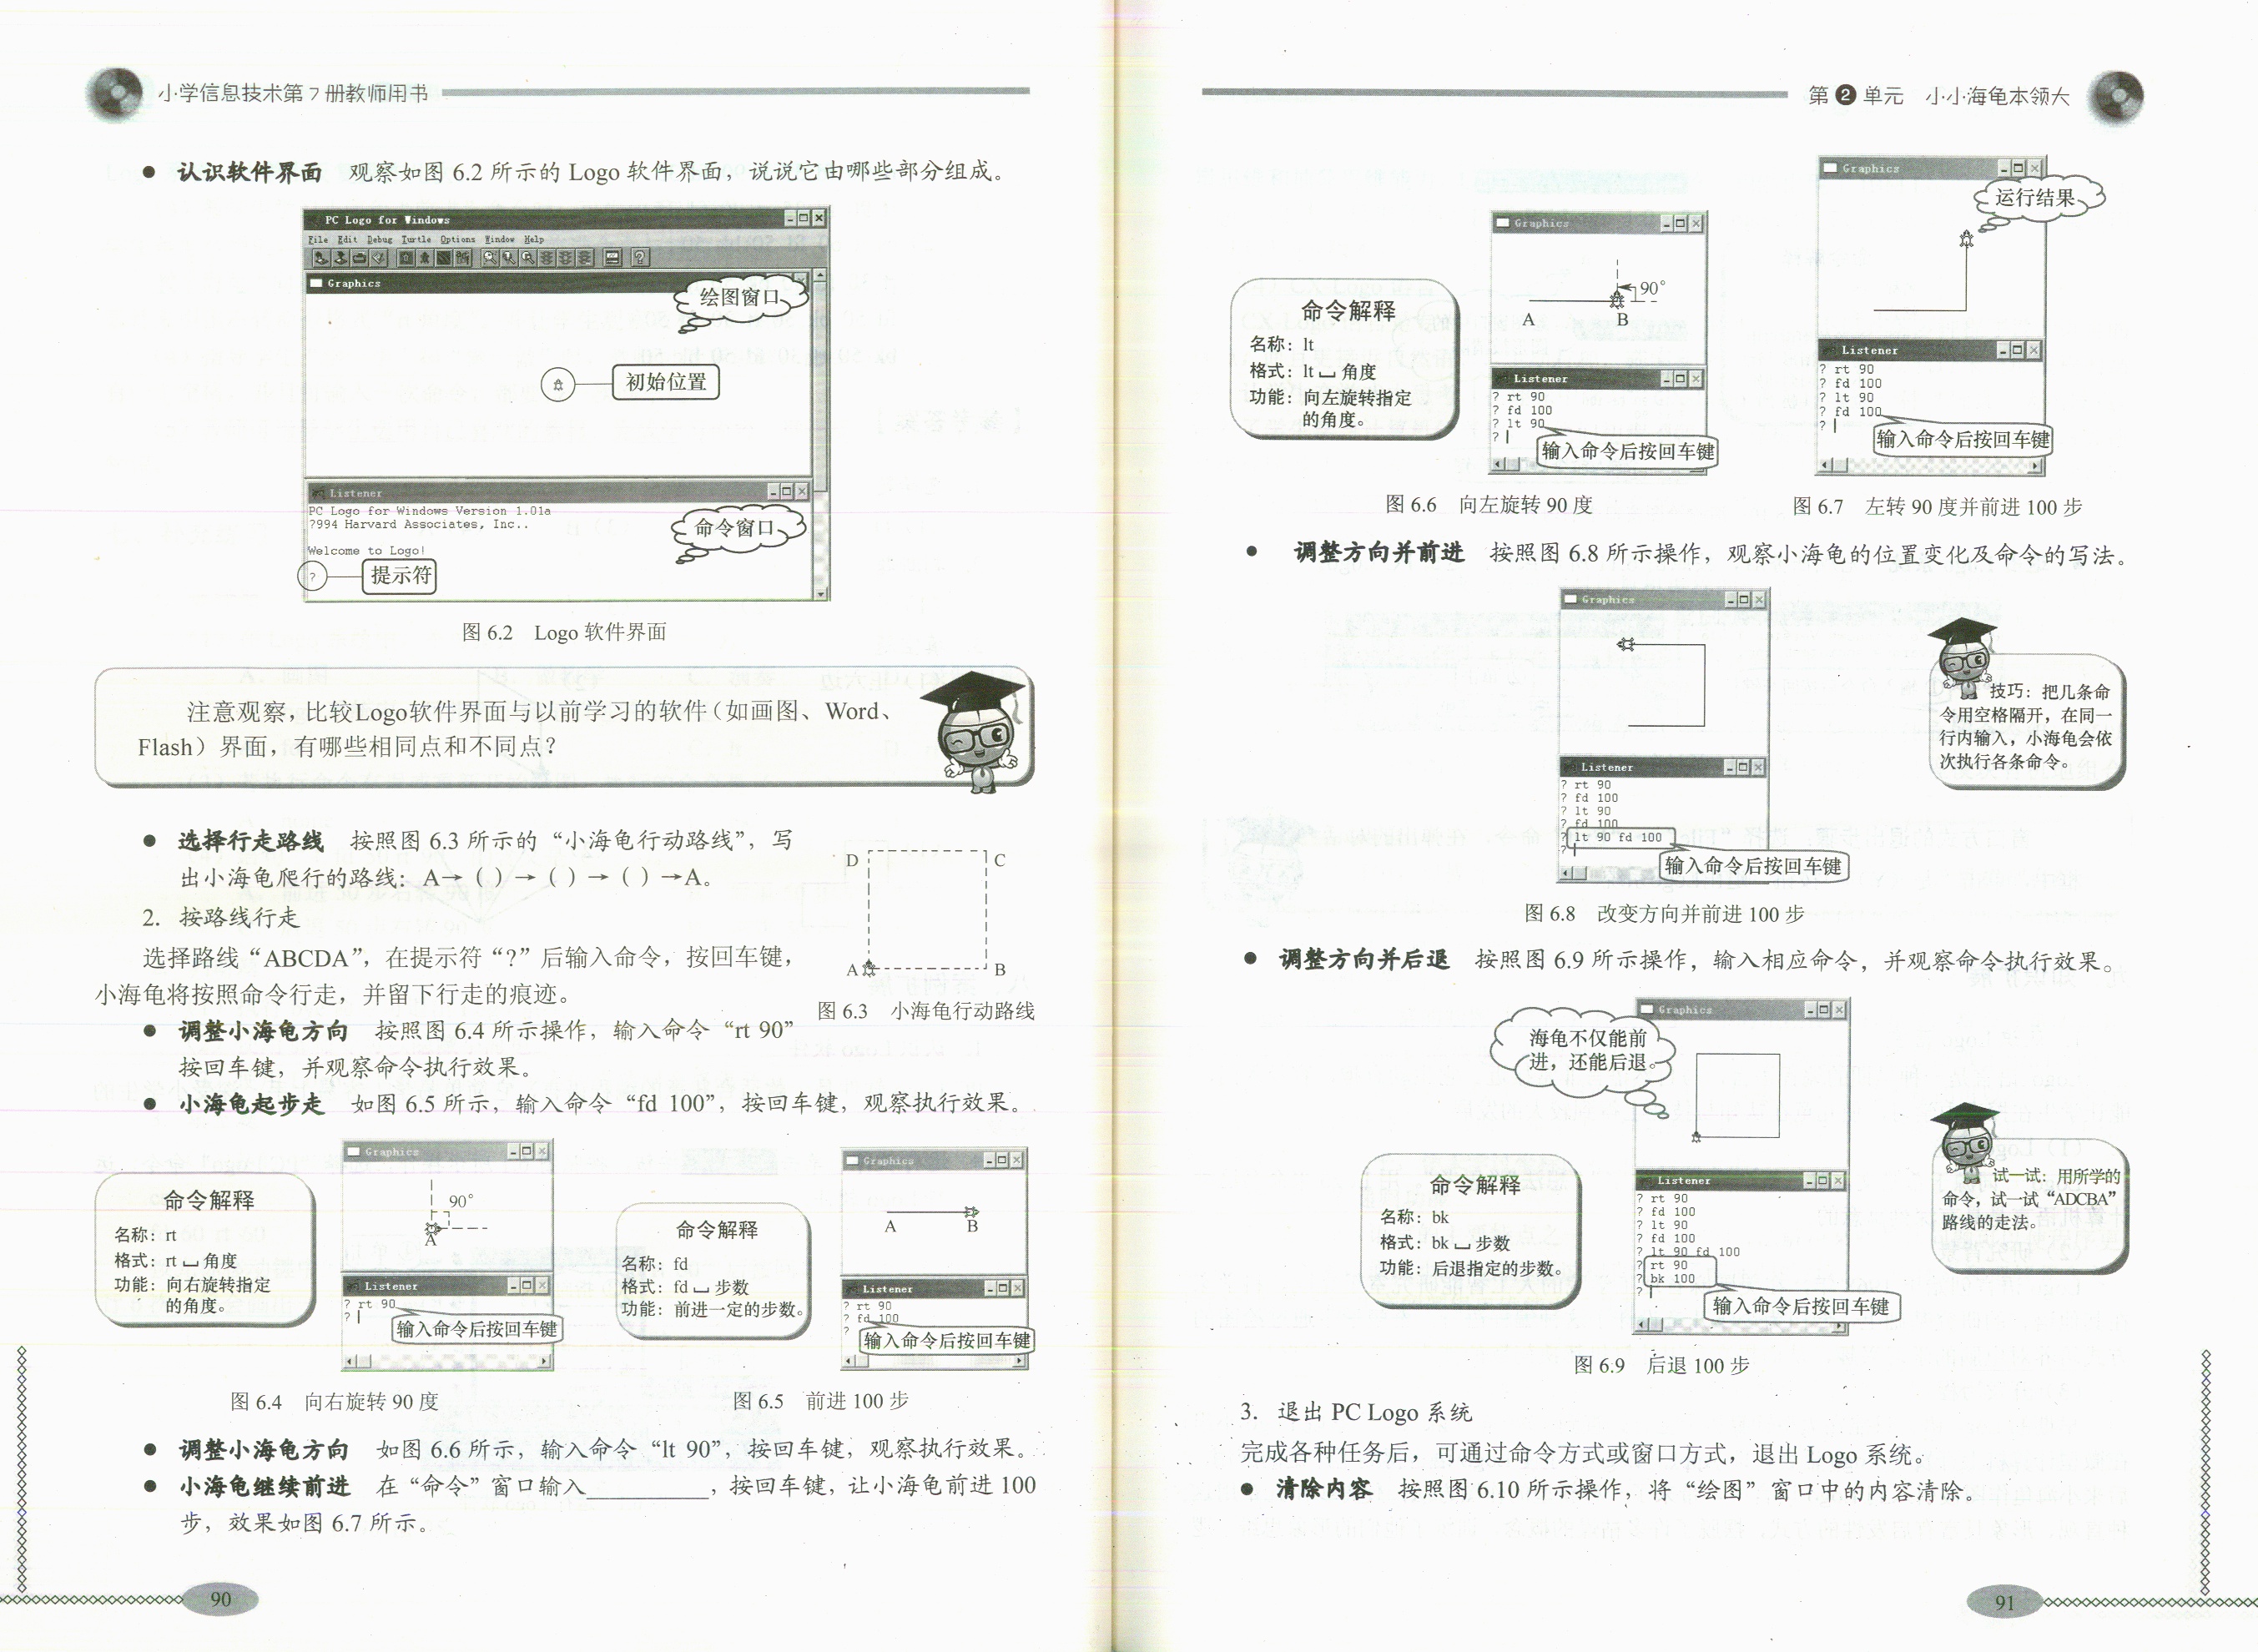 小学信息技术第7册教师用书
● 认识软件界面 观察如图 6.2 所示的 Logo 软件界面，说说它由哪些部分组成。
PC Logo for Windows
File Edit Debug Turtle Options Window Help
Graphics
绘图窗口
初始位置
Listener
PC Logo for Windows Version 1.01a
?994 Harvard Associates, Inc..
命令窗口
Welcome to Logo!
?
提示符
图 6.2 Logo 软件界面
注意观察，比较Logo软件界面与以前学习的软件（如画图、Word、
Flash）界面，有哪些相同点和不同点？
● 选择行走路线 按照图 6.3 所示的“小海龟行动路线”，写
出小海龟爬行的路线：A→（ ）→（ ）→（ ）→A。
2. 按路线行走
选择路线“ABCDA”，在提示符“?”后输入命令，按回车键，
小海龟将按照命令行走，并留下行走的痕迹。
D
C
A
B
图 6.3 小海龟行动路线
● 调整小海龟方向 按照图 6.4 所示操作，输入命令“rt 90”
按回车键，并观察命令执行效果。
● 小海龟起步走 如图 6.5 所示，输入命令“fd 100”，按回车键，观察执行效果。
命令解释
名称：rt
格式：rt ⎵ 角度
功能：向右旋转指定
的角度。
Graphics
90°
A
Listener
? rt 90
?
输入命令后按回车键
图 6.4 向右旋转 90 度
命令解释
名称：fd
格式：fd ⎵ 步数
功能：前进一定的步数。
Graphics
A
B
Listener
? rt 90
? fd 100
?
输入命令后按回车键
图 6.5 前进 100 步
● 调整小海龟方向 如图 6.6 所示，输入命令“lt 90”，按回车键，观察执行效果。
● 小海龟继续前进 在“命令”窗口输入__________，按回车键，让小海龟前进 100
步，效果如图 6.7 所示。
90
第 2 单元 小小海龟本领大
命令解释
名称：lt
格式：lt ⎵ 角度
功能：向左旋转指定
的角度。
Graphics
90°
A
B
Listener
? rt 90
? fd 100
? lt 90
?
输入命令后按回车键
图 6.6 向左旋转 90 度
Graphics
运行结果
Listener
? rt 90
? fd 100
? lt 90
? fd 100
?
输入命令后按回车键
图 6.7 左转 90 度并前进 100 步
● 调整方向并前进 按照图 6.8 所示操作，观察小海龟的位置变化及命令的写法。
Graphics
Listener
? rt 90
? fd 100
? lt 90
? fd 100
? lt 90 fd 100
?
输入命令后按回车键
图 6.8 改变方向并前进 100 步
技巧：把几条命
令用空格隔开，在同一
行内输入，小海龟会依
次执行各条命令。
● 调整方向并后退 按照图 6.9 所示操作，输入相应命令，并观察命令执行效果。
海龟不仅能前
进，还能后退。
Graphics
命令解释
名称：bk
格式：bk ⎵ 步数
功能：后退指定的步数。
Listener
? rt 90
? fd 100
? lt 90
? fd 100
? lt 90 fd 100
? rt 90
? bk 100
?
输入命令后按回车键
图 6.9 后退 100 步
试一试：用所学的
命令，试一试“ADCBA”
路线的走法。
3. 退出 PC Logo 系统
完成各种任务后，可通过命令方式或窗口方式，退出 Logo 系统。
● 清除内容 按照图 6.10 所示操作，将“绘图”窗口中的内容清除。
91